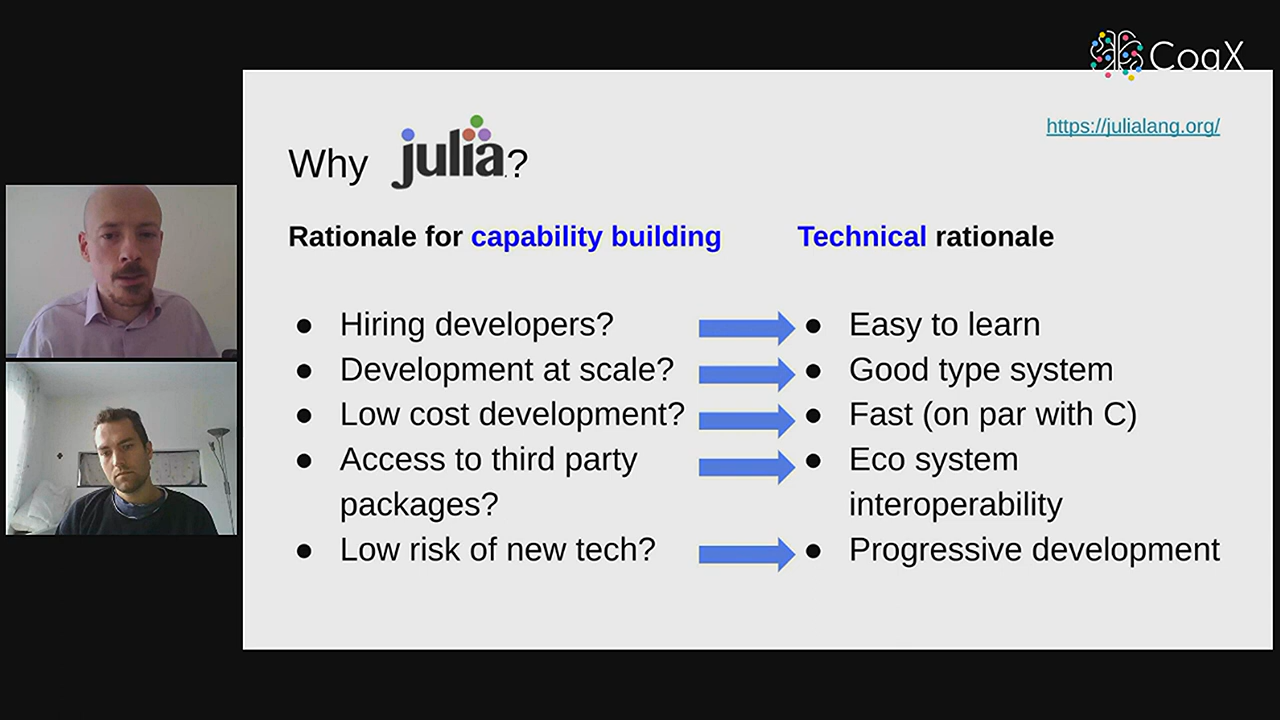 CogX
https://julialang.org/
Why julia?
Rationale for capability building
Technical rationale
● Hiring developers?
● Easy to learn
● Development at scale?
● Good type system
● Low cost development?
● Fast (on par with C)
● Access to third party
packages?
● Eco system
interoperability
● Low risk of new tech?
● Progressive development